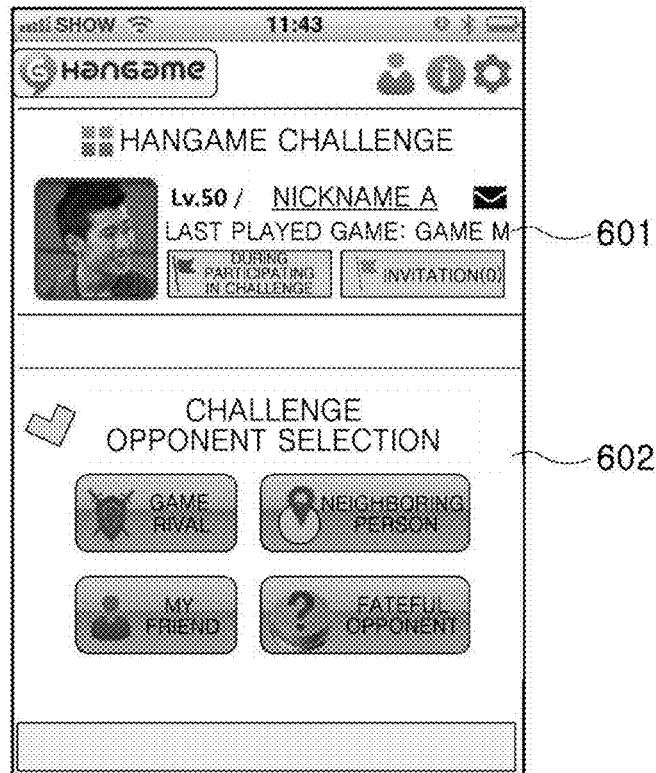 SHOW 11:43
Hangame
HANGAME CHALLENGE
Lv.50 / NICKNAME A
LAST PLAYED GAME: GAME M
601
DURING
PARTICIPATING
IN CHALLENGE
INVITATION(0)
CHALLENGE
OPPONENT SELECTION
602
GAME
RIVAL
NEIGHBORING
PERSON
MY
FRIEND
FATEFUL
OPPONENT